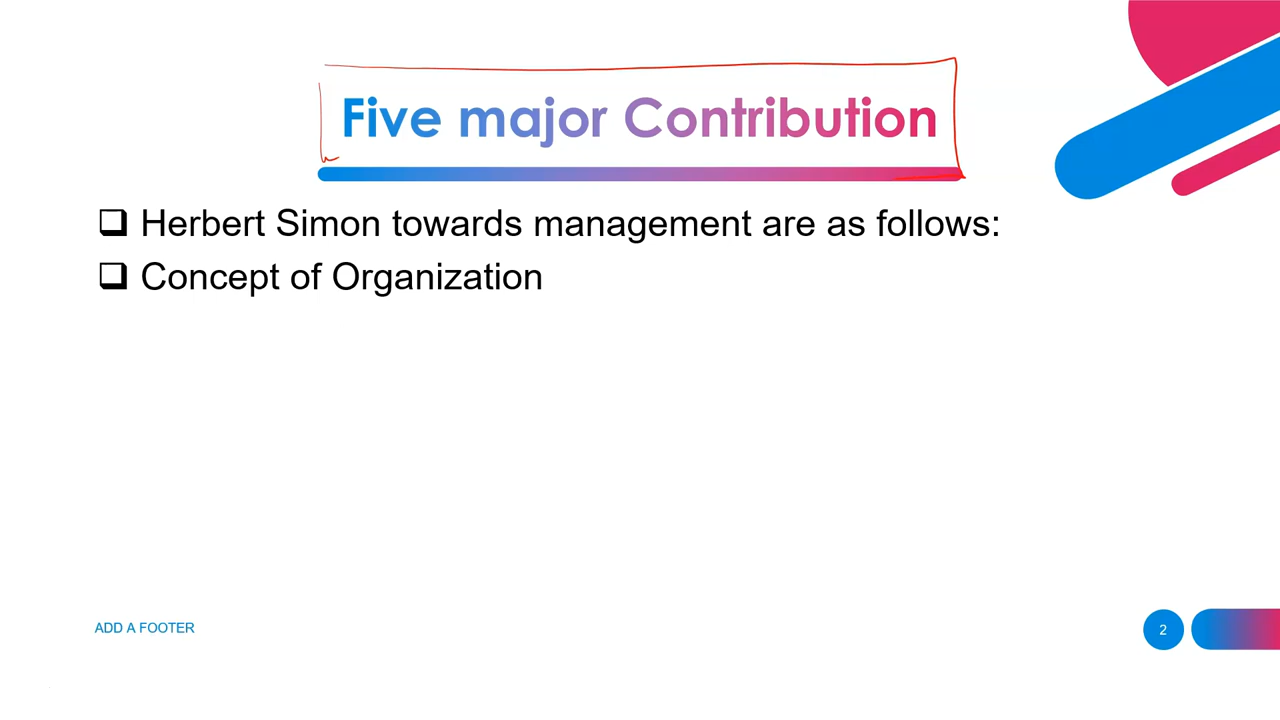 Five major Contribution
Herbert Simon towards management are as follows:
Concept of Organization
ADD A FOOTER
2